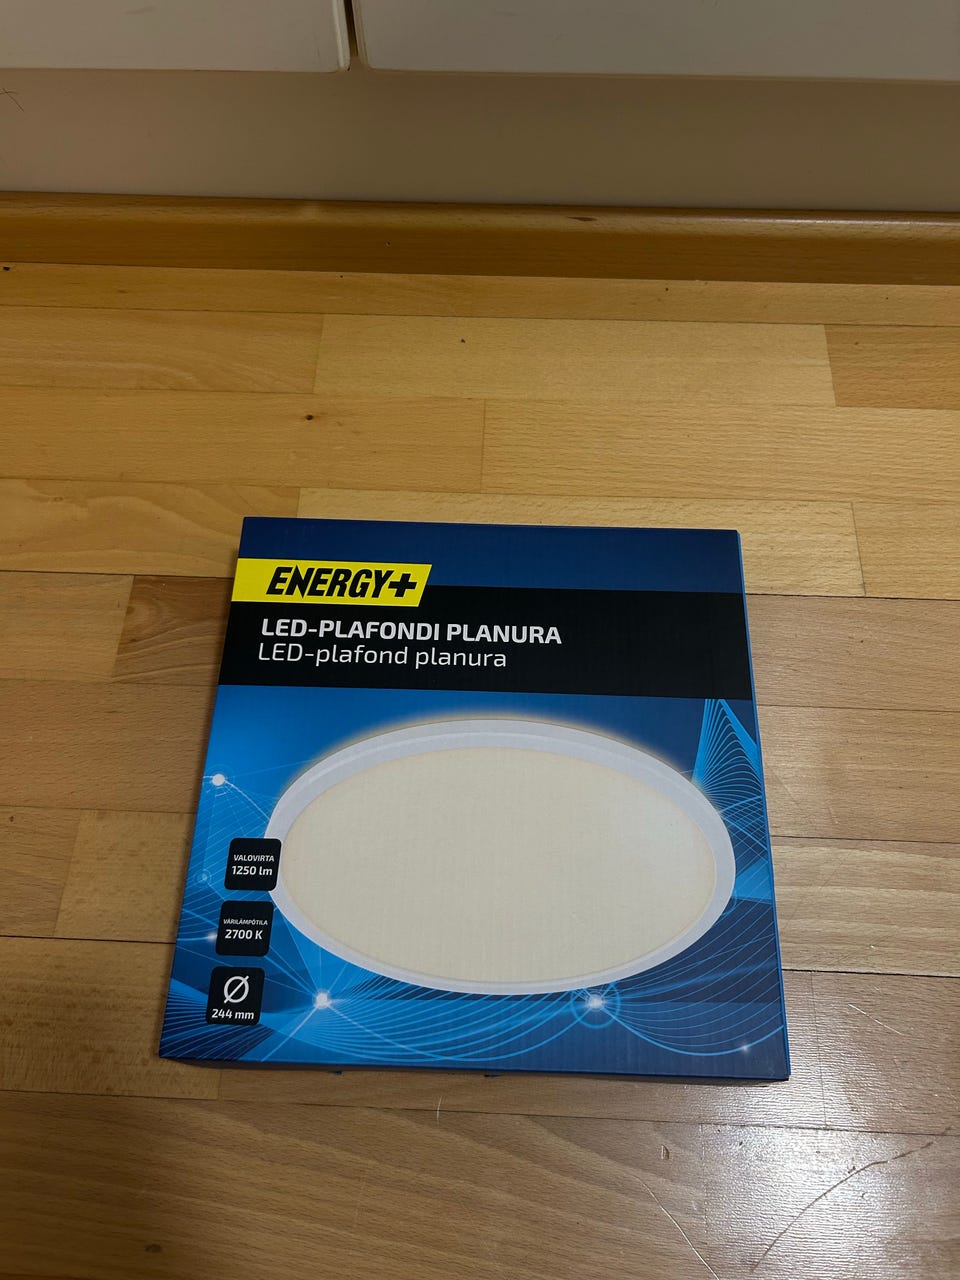 ENERGY+
LED-PLAFONDI PLANURA
LED-plafond planura
VALOVIRTA
1250 lm
VÄRILÄMPÖTILA
2700 K
Ø
244 mm